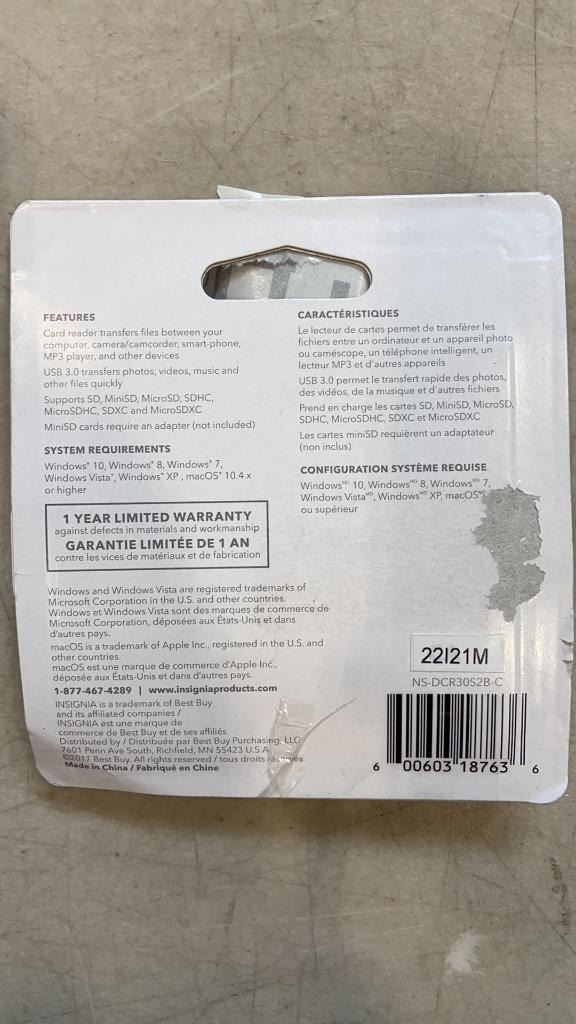 FEATURES
Card reader transfers files between your
computer, camera/camcorder, smart-phone,
MP3 player, and other devices
USB 3.0 transfers photos, videos, music and
other files quickly
Supports SD, MiniSD, MicroSD, SDHC,
MicroSDHC, SDXC and MicroSDXC
MiniSD cards require an adapter (not included)
SYSTEM REQUIREMENTS
Windows® 10, Windows® 8, Windows® 7,
Windows Vista®, Windows® XP, macOS® 10.4.x
or higher
1 YEAR LIMITED WARRANTY
against defects in materials and workmanship
GARANTIE LIMITÉE DE 1 AN
contre les vices de matériaux et de fabrication
Windows and Windows Vista are registered trademarks of
Microsoft Corporation in the U.S. and other countries.
Windows et Windows Vista sont des marques de commerce de
Microsoft Corporation, déposées aux États-Unis et dans
d'autres pays.
macOS is a trademark of Apple Inc., registered in the U.S. and
other countries.
macOS est une marque de commerce d'Apple Inc.,
déposée aux États-Unis et dans d'autres pays.
1-877-467-4289 | www.insigniaproducts.com
INSIGNIA is a trademark of Best Buy
and its affiliated companies /
INSIGNIA est une marque de
commerce de Best Buy et de ses affiliés
Distributed by / Distribuée par Best Buy Purchasing, LLC
7601 Penn Ave South, Richfield, MN 55423 U.S.A.
©2017 Best Buy. All rights reserved / tous droits réservés
Made in China / Fabriqué en Chine
CARACTÉRISTIQUES
Le lecteur de cartes permet de transférer les
fichiers entre un ordinateur et un appareil photo
ou caméscope, un téléphone intelligent, un
lecteur MP3 et d'autres appareils
USB 3.0 permet le transfert rapide des photos,
des vidéos, de la musique et d'autres fichiers
Prend en charge les cartes SD, MiniSD, MicroSD,
SDHC, MicroSDHC, SDXC et MicroSDXC
Les cartes miniSD requièrent un adaptateur
(non inclus)
CONFIGURATION SYSTÈME REQUISE
Windows MD 10, Windows MD 8, Windows MD 7,
Windows Vista MD, Windows MD XP, macOS
ou supérieur
22I21M
NS-DCR30S2B-C
6 00603 18763 6